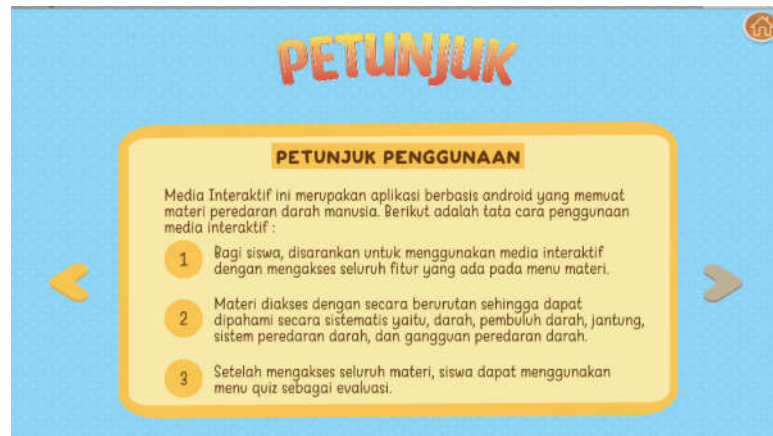 PETUNJUK
PETUNJUK PENGGUNAAN
Media Interaktif ini merupakan aplikasi berbasis android yang memuat
materi peredaran darah manusia. Berikut adalah tata cara penggunaan
media interaktif :
1 Bagi siswa, disarankan untuk menggunakan media interaktif
dengan mengakses seluruh fitur yang ada pada menu materi.
2 Materi diakses dengan secara berurutan sehingga dapat
dipahami secara sistematis yaitu, darah, pembuluh darah, jantung,
sistem peredaran darah, dan gangguan peredaran darah.
3 Setelah mengakses seluruh materi, siswa dapat menggunakan
menu quiz sebagai evaluasi.